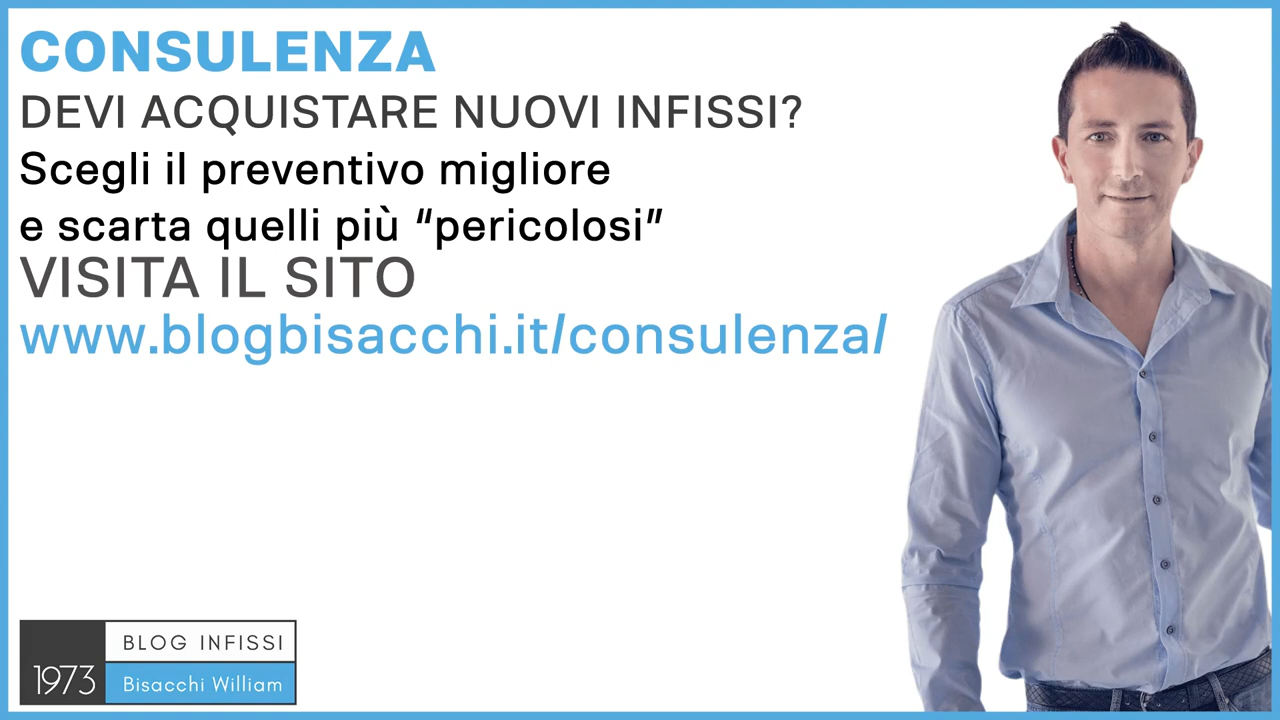 CONSULENZA
DEVI ACQUISTARE NUOVI INFISSI?
Scegli il preventivo migliore
e scarta quelli più “pericolosi”
VISITA IL SITO
www.blogbisacchi.it/consulenza/
1973
BLOG INFISSI
Bisacchi William